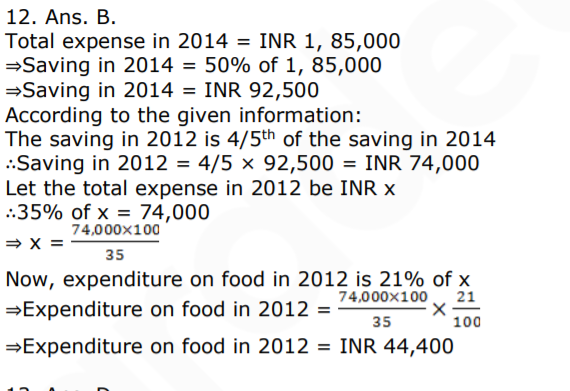 12. Ans. B.
Total expense in 2014 = INR 1, 85,000
⇒Saving in 2014 = 50% of 1, 85,000
⇒Saving in 2014 = INR 92,500
According to the given information:
The saving in 2012 is 4/5th of the saving in 2014
∴Saving in 2012 = 4/5 × 92,500 = INR 74,000
Let the total expense in 2012 be INR x
∴35% of x = 74,000
⇒ x = 74,000×100/35
Now, expenditure on food in 2012 is 21% of x
⇒Expenditure on food in 2012 = 74,000×100/35 × 21/100
⇒Expenditure on food in 2012 = INR 44,400